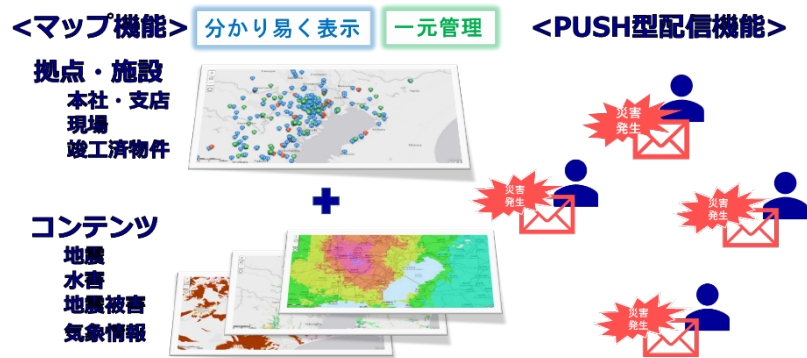 <マップ機能>
分かり易く表示
一元管理
<PUSH型配信機能>
拠点・施設
本社・支店
現場
竣工済物件
コンテンツ
地震
水害
地震被害
気象情報
災害
発生
災害
発生
災害
発生
災害
発生